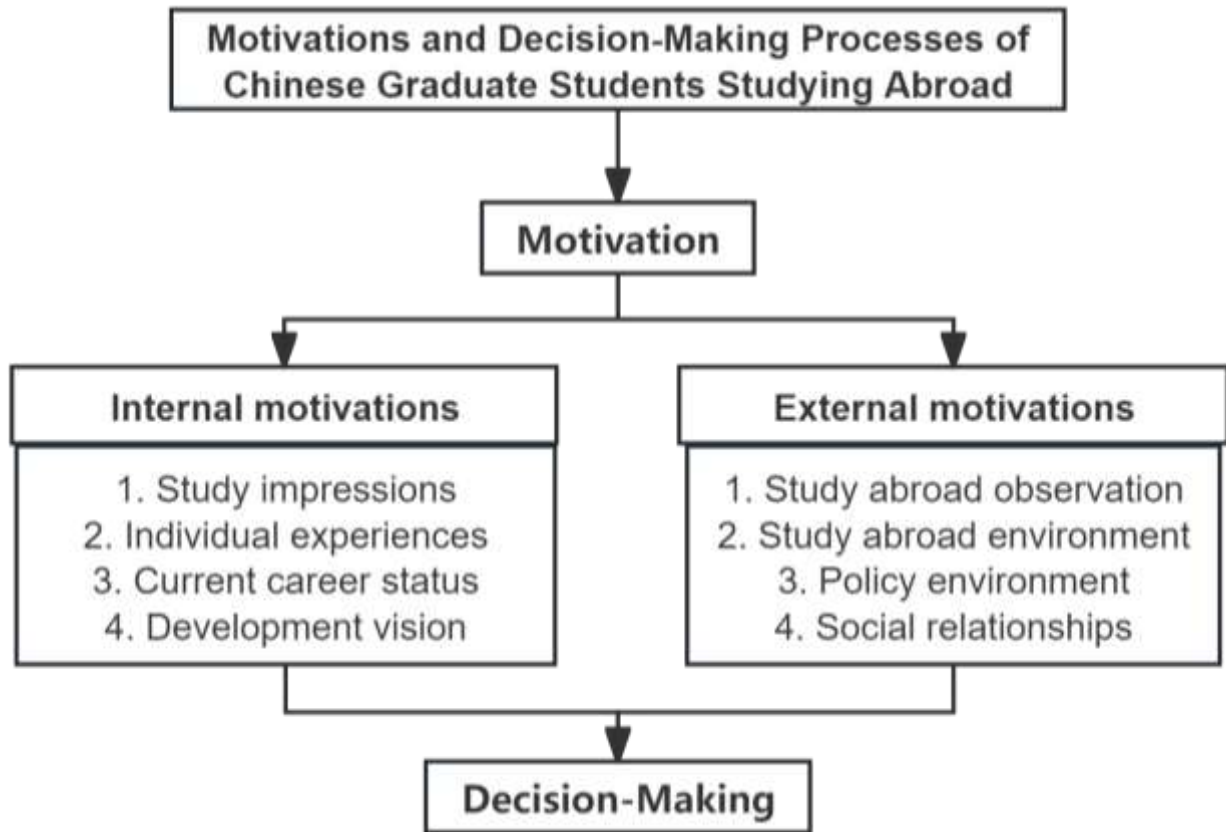 Motivations and Decision-Making Processes of
Chinese Graduate Students Studying Abroad
Motivation
Internal motivations
1. Study impressions
2. Individual experiences
3. Current career status
4. Development vision
External motivations
1. Study abroad observation
2. Study abroad environment
3. Policy environment
4. Social relationships
Decision-Making